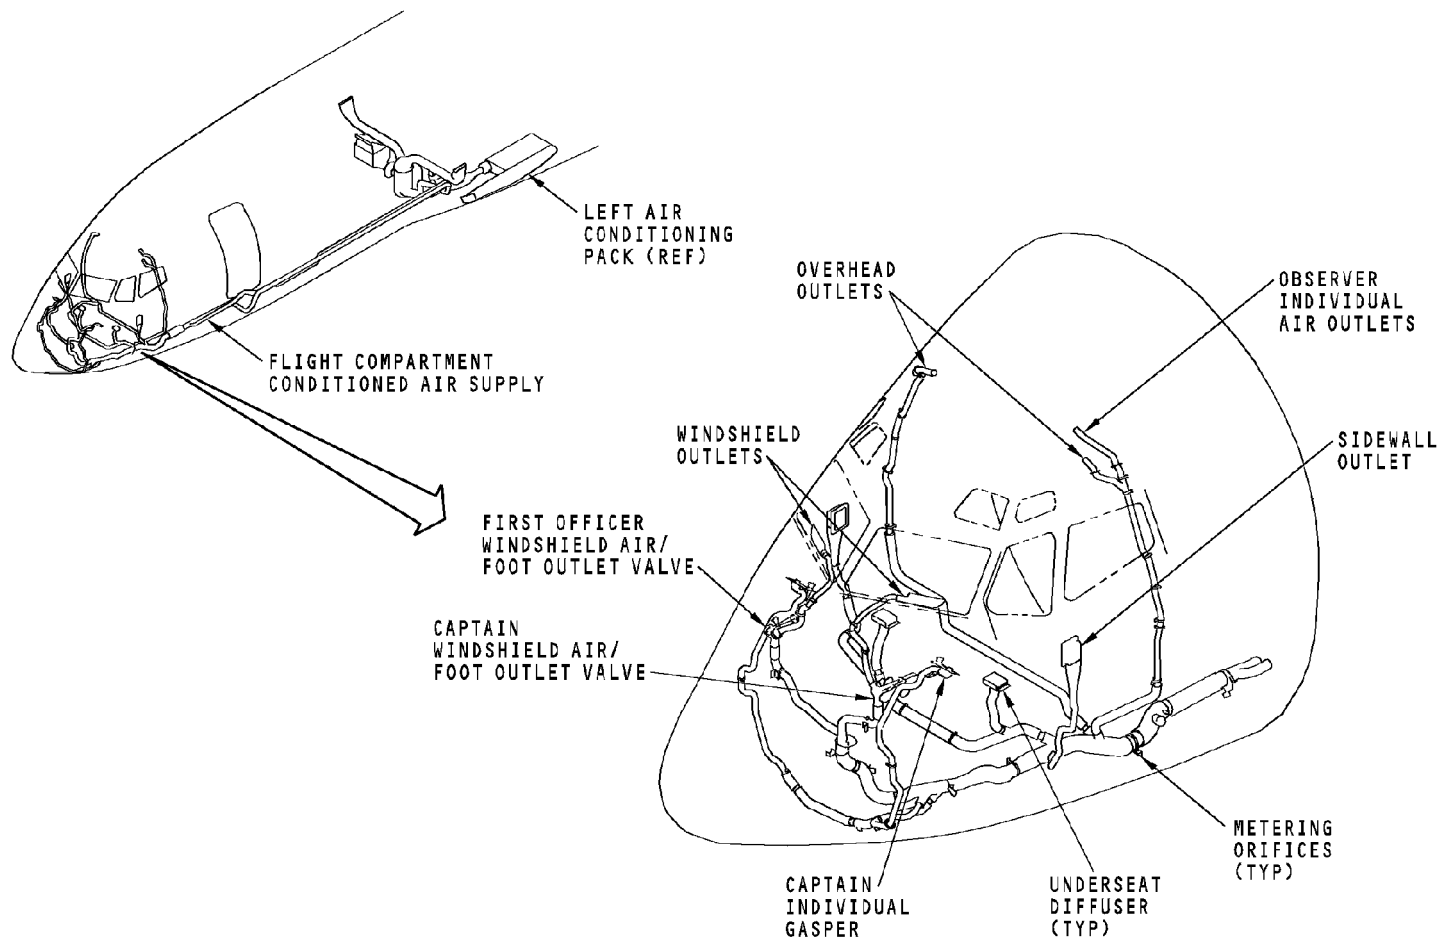 LEFT AIR
CONDITIONING
PACK (REF)
OVERHEAD
OUTLETS
OBSERVER
INDIVIDUAL
AIR OUTLETS
FLIGHT COMPARTMENT
CONDITIONED AIR SUPPLY
WINDSHIELD
OUTLETS
SIDEWALL
OUTLET
FIRST OFFICER
WINDSHIELD AIR/
FOOT OUTLET VALVE
CAPTAIN
WINDSHIELD AIR/
FOOT OUTLET VALVE
METERING
ORIFICES
(TYP)
CAPTAIN
INDIVIDUAL
GASPER
UNDERSEAT
DIFFUSER
(TYP)